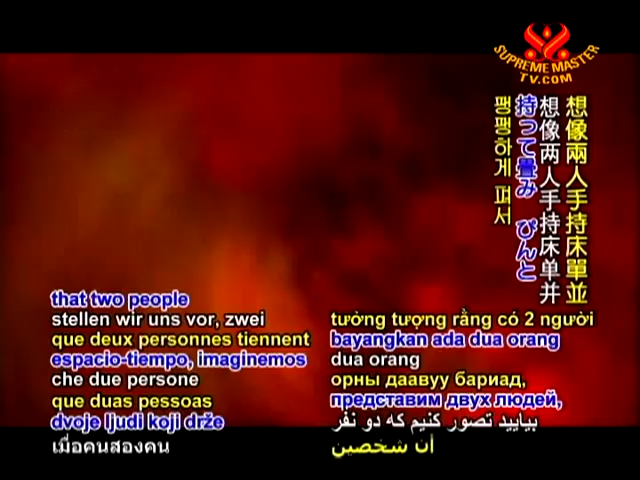 SUPREME MASTER
TV.COM
想像兩人手持床單並
想像两人手持床单并
持って畳み ぴんと
팽팽하게 펴서
that two people
stellen wir uns vor, zwei
que deux personnes tiennent
espacio-tiempo, imaginemos
che due persone
que duas pessoas
dvoje ljudi koji drže
เมื่อคนสองคน
tưởng tượng rằng có 2 người
bayangkan ada dua orang
dua orang
орны даавуу бариад,
представим двух людей,
بیایید تصور کنیم که دو نفر
أن شخصين